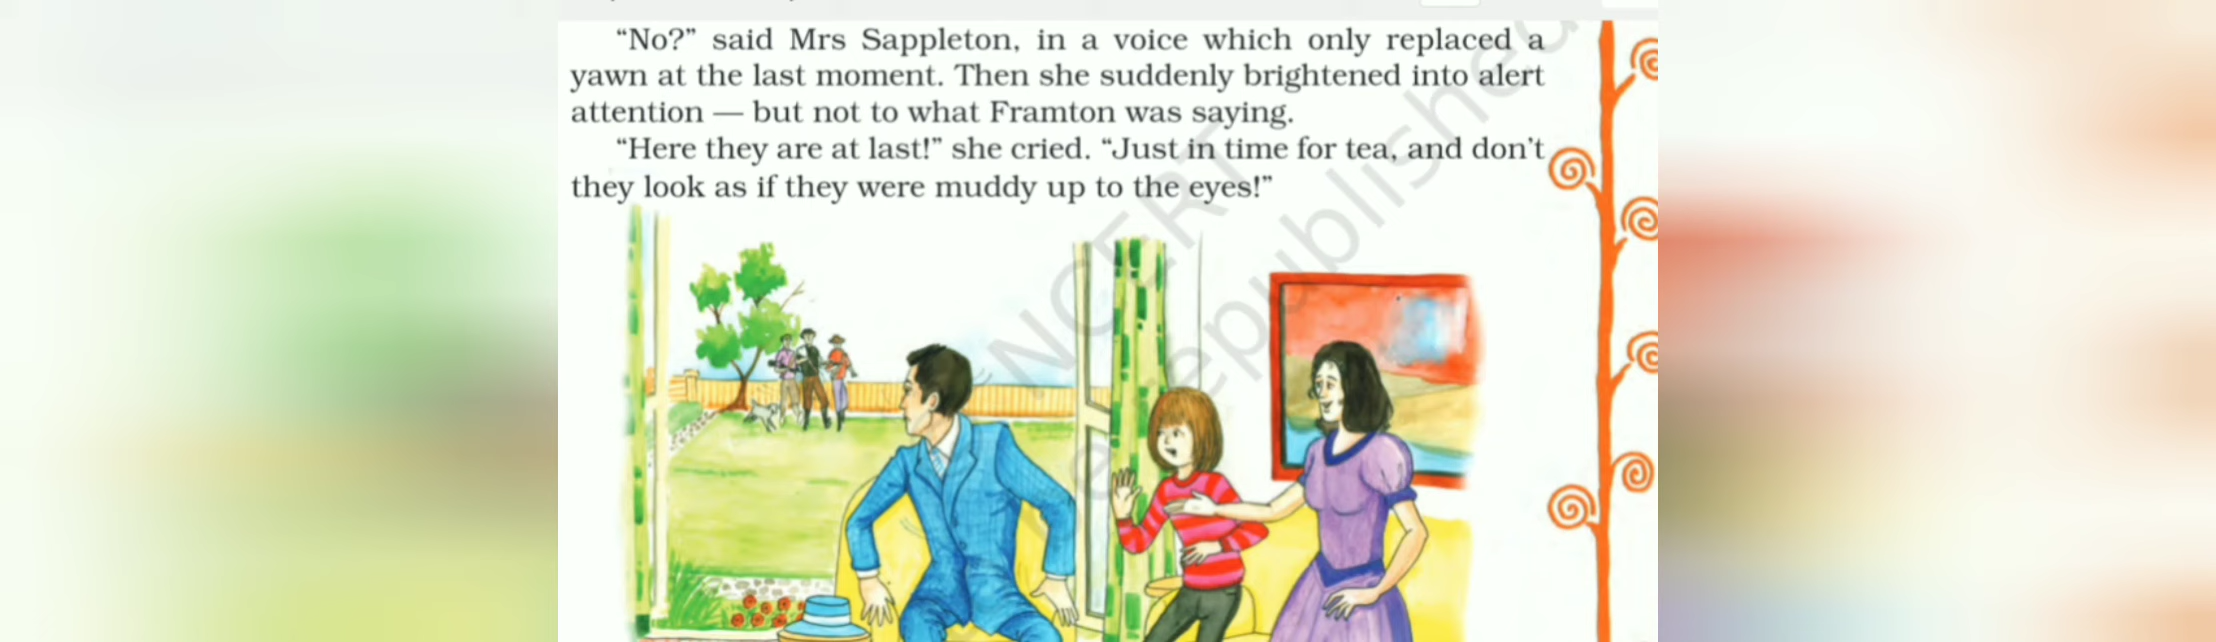 “No?” said Mrs Sappleton, in a voice which only replaced a
yawn at the last moment. Then she suddenly brightened into alert
attention — but not to what Framton was saying.
“Here they are at last!” she cried. “Just in time for tea, and don’t
they look as if they were muddy up to the eyes!”
NCERT
republished